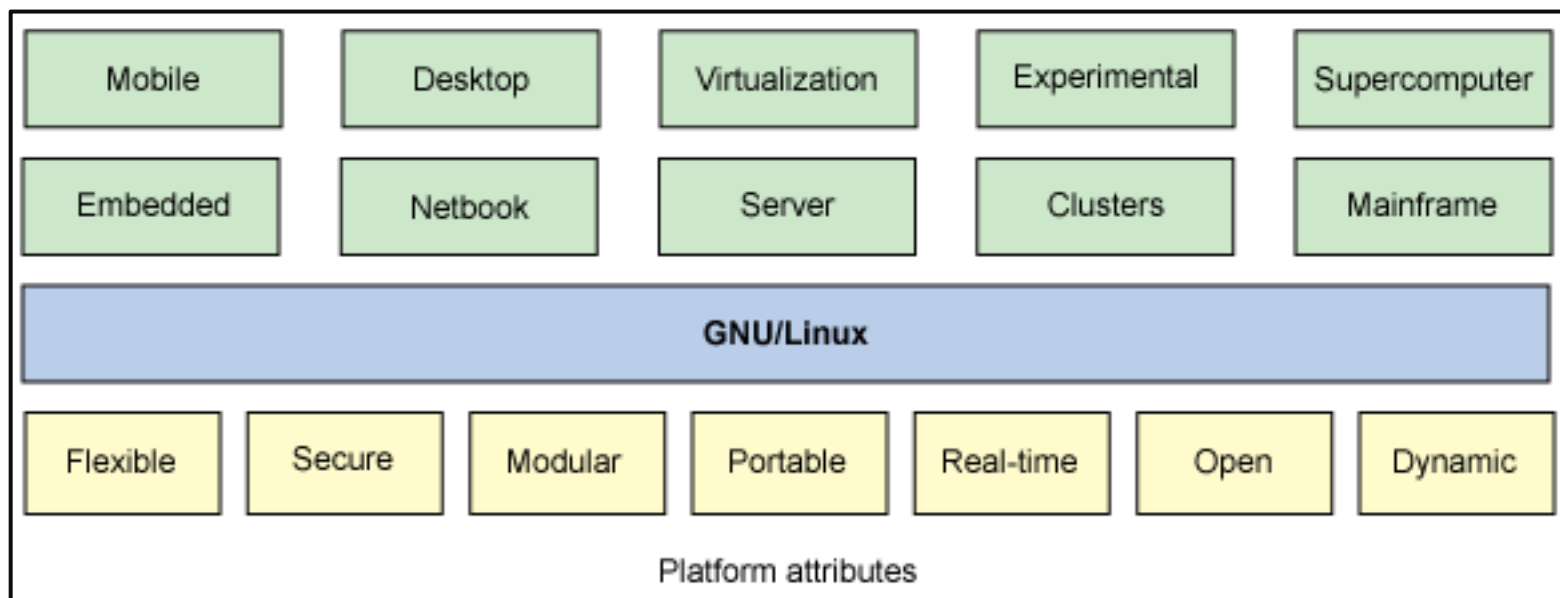 Mobile Desktop Virtualization Experimental Supercomputer
Embedded Netbook Server Clusters Mainframe
GNU/Linux
Flexible Secure Modular Portable Real-time Open Dynamic
Platform attributes